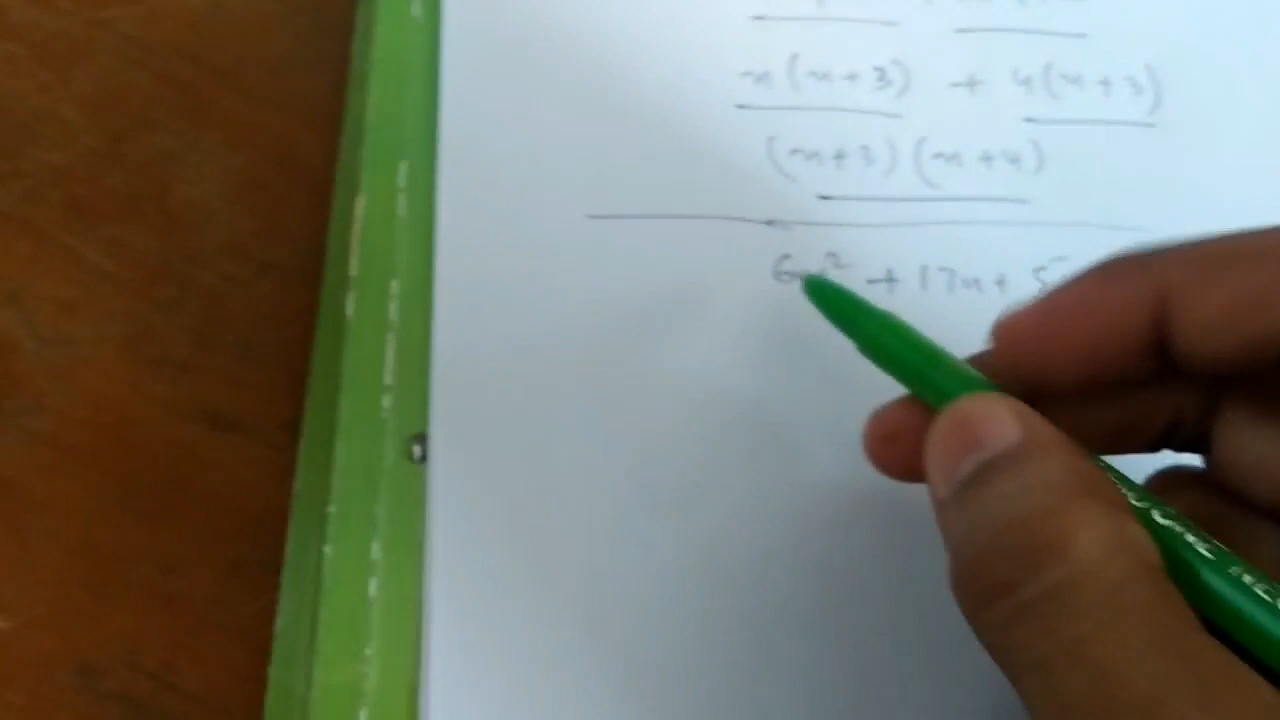 x(x+3) + 4(x+3)
(x+3)(x+4)
6x² + 17x + 5